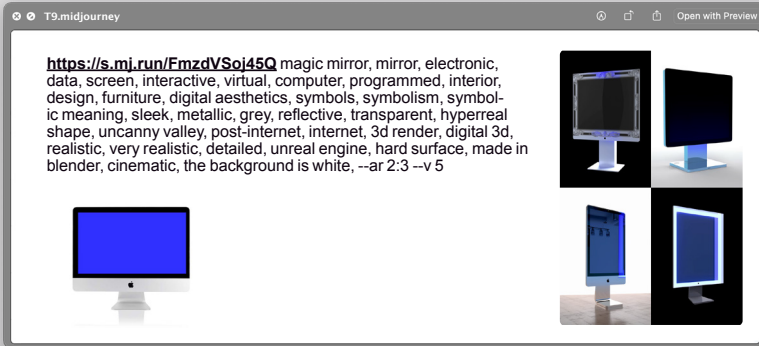 T9.midjourney
Open with Preview
https://s.mj.run/FmzdVSoj45Q magic mirror, mirror, electronic,
data, screen, interactive, virtual, computer, programmed, interior,
design, furniture, digital aesthetics, symbols, symbolism, symbol-
ic meaning, sleek, metallic, grey, reflective, transparent, hyperreal
shape, uncanny valley, post-internet, internet, 3d render, digital 3d,
realistic, very realistic, detailed, unreal engine, hard surface, made in
blender, cinematic, the background is white, --ar 2:3 --v 5